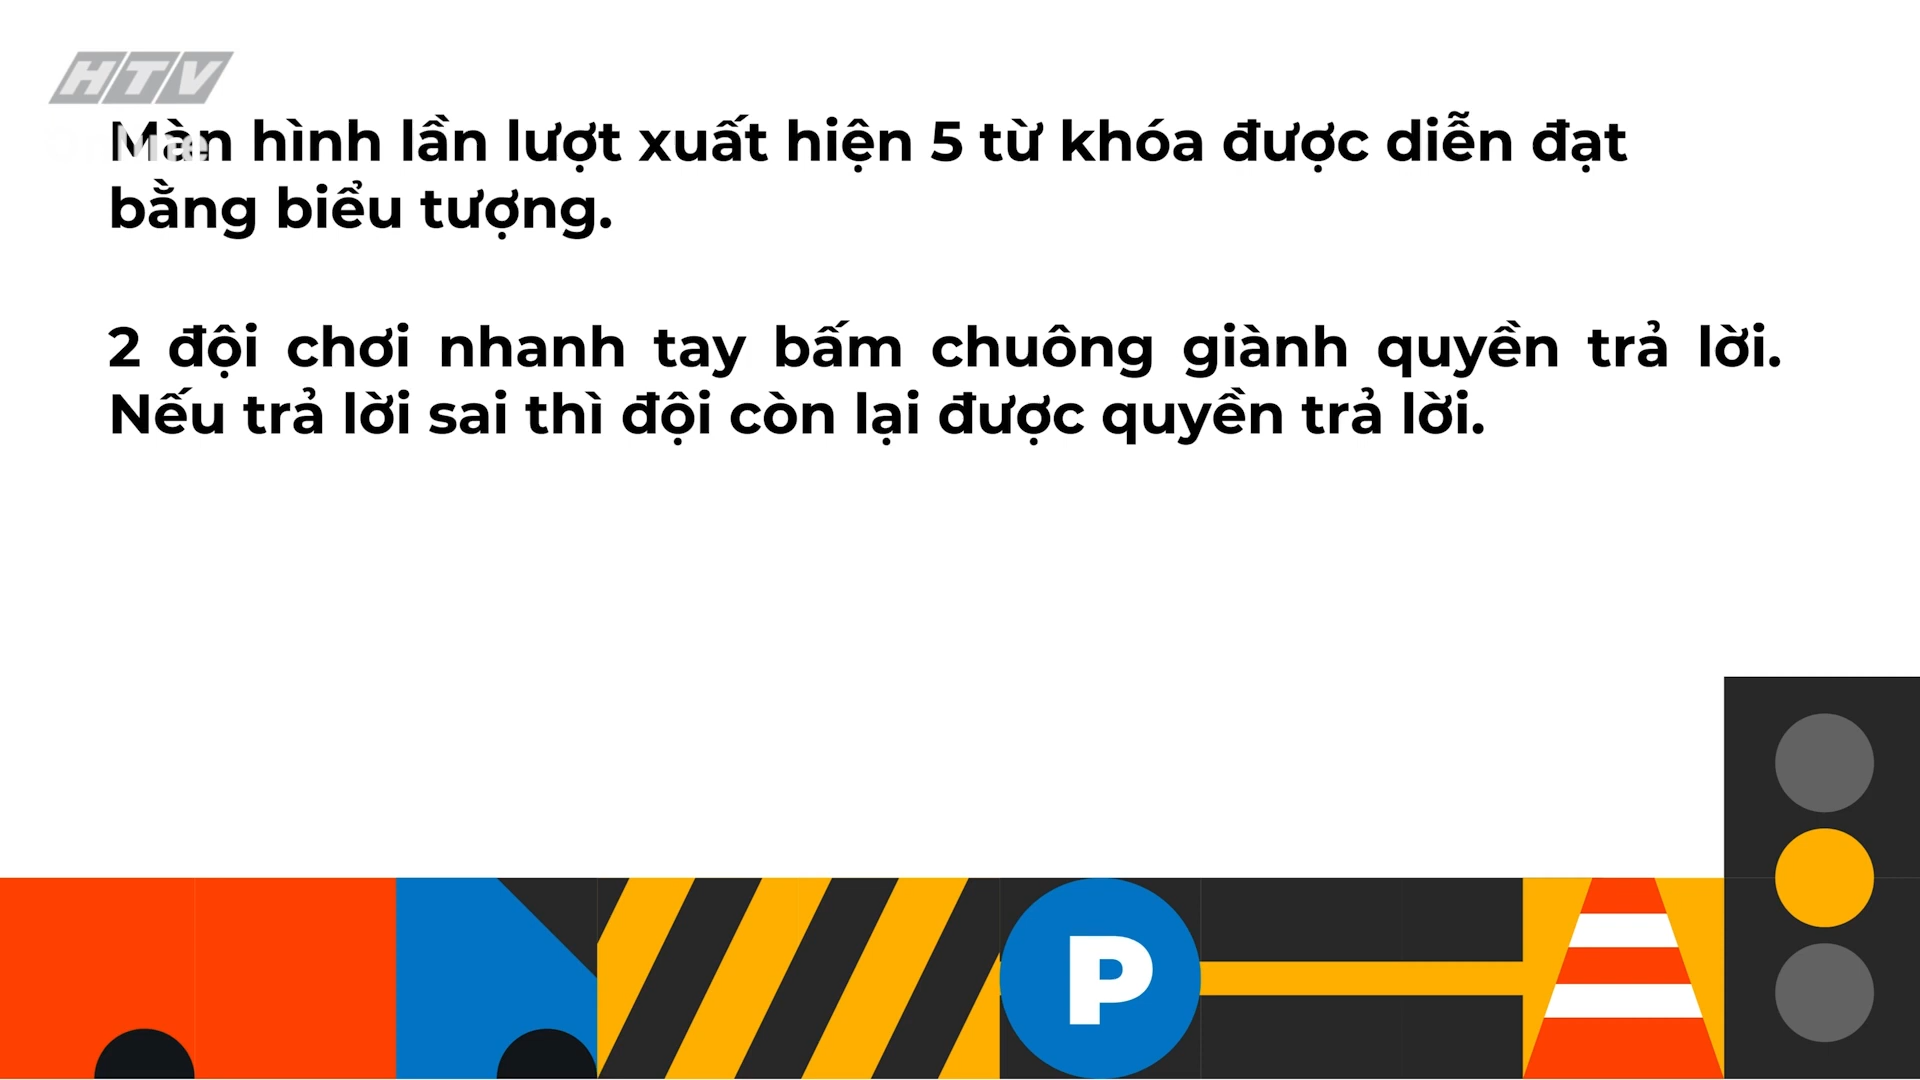 HTV
Màn hình lần lượt xuất hiện 5 từ khóa được diễn đạt
bằng biểu tượng.
2 đội chơi nhanh tay bấm chuông giành quyền trả lời.
Nếu trả lời sai thì đội còn lại được quyền trả lời.
P